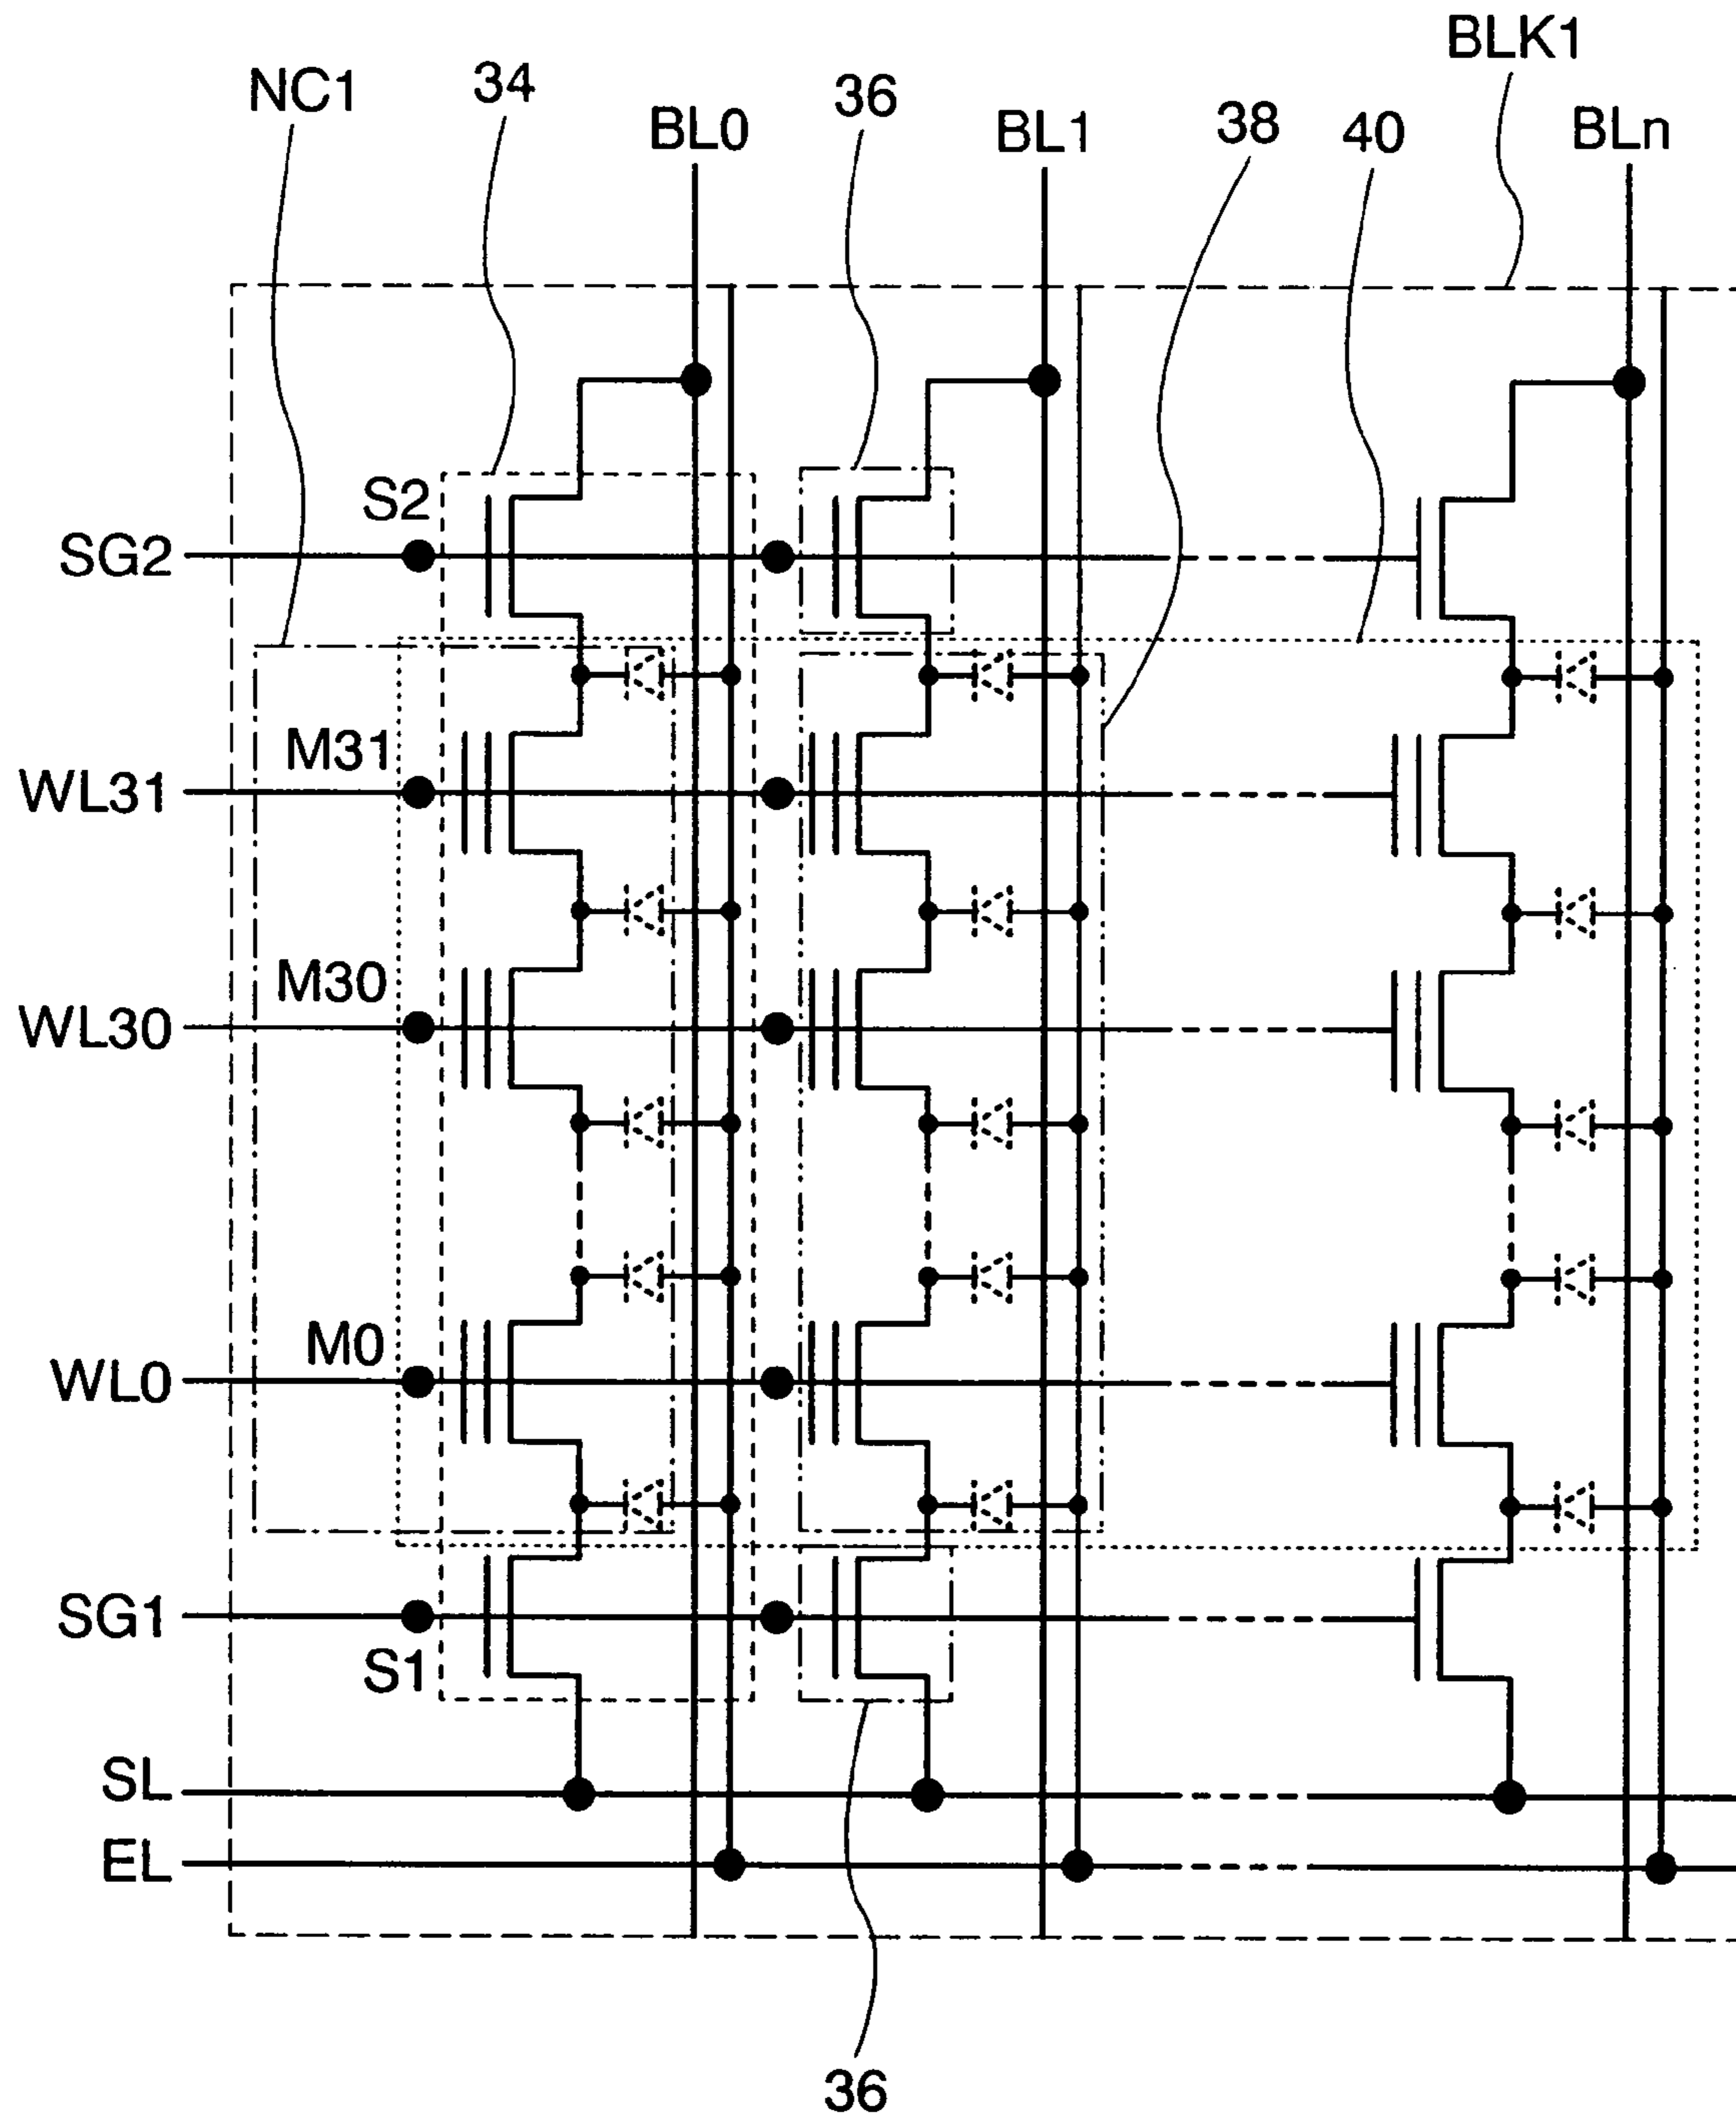 BLK1
NC1
34
36
BL0
BL1
38
40
BLn
S2
SG2
M31
WL31
M30
WL30
M0
WL0
SG1
S1
SL
EL
36